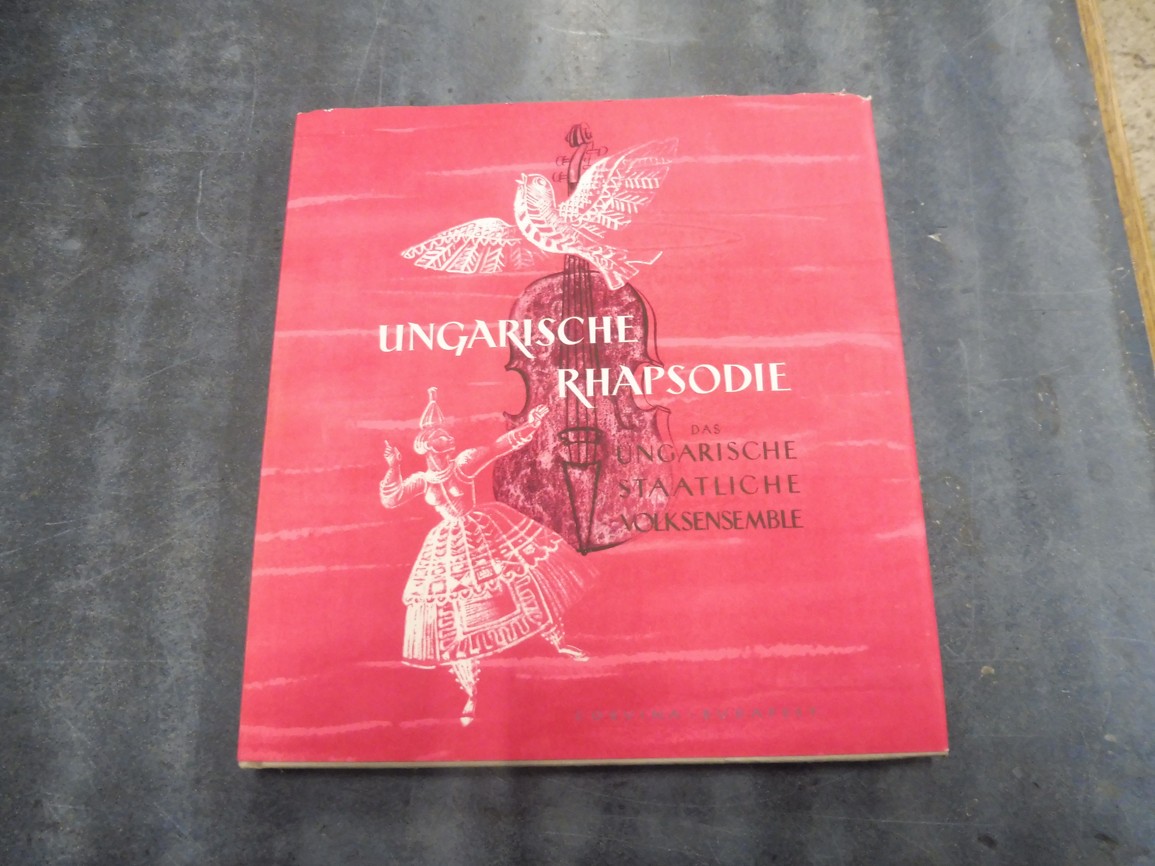 UNGARISCHE
RHAPSODIE
DAS
UNGARISCHE
STAATLICHE
VOLKSENSEMBLE
CORVINA · BUDAPEST